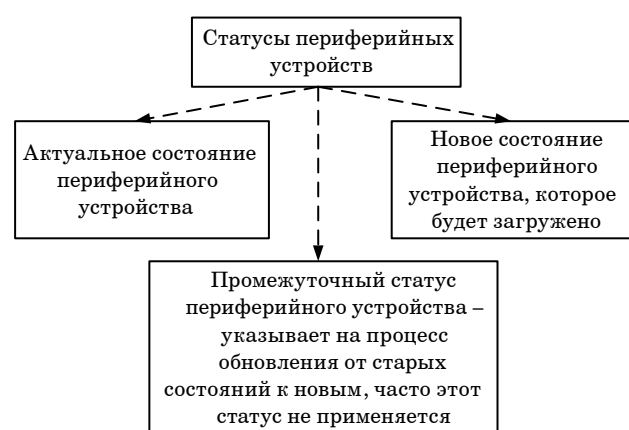 Статусы периферийных
устройств
Актуальное состояние
периферийного
устройства
Новое состояние
периферийного
устройства, которое
будет загружено
Промежуточный статус
периферийного устройства –
указывает на процесс
обновления от старых
состояний к новым, часто этот
статус не применяется